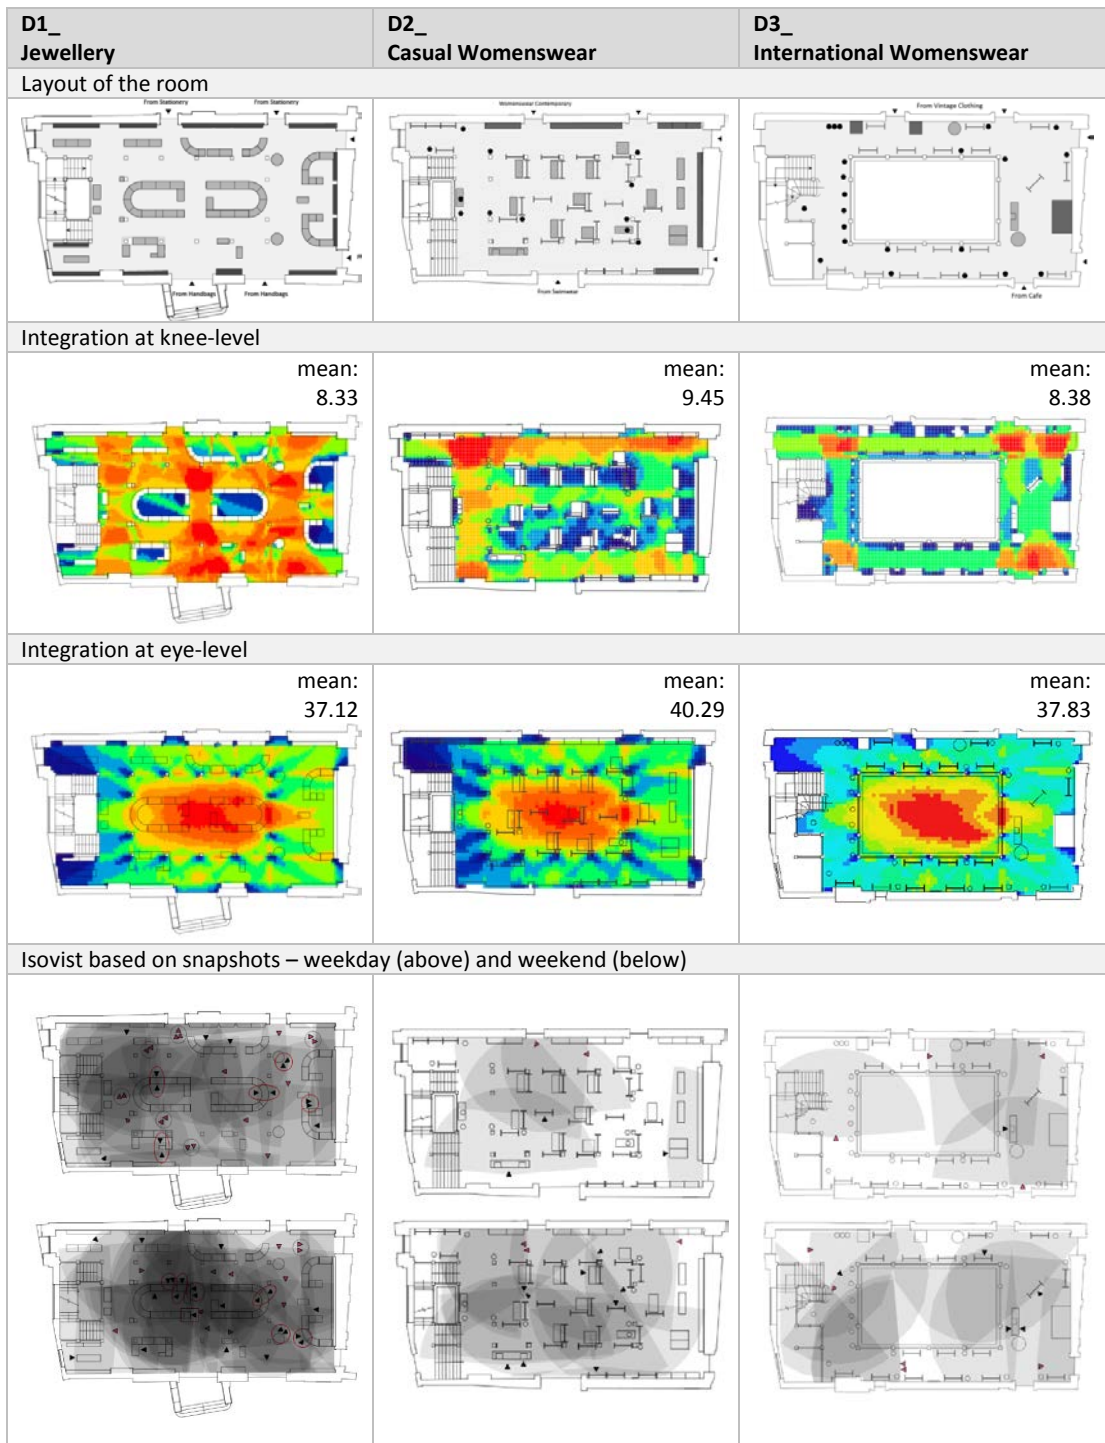 D1_
Jewellery
D2_
Casual Womenswear
D3_
International Womenswear
Layout of the room
From Stationery
From Stationery
From Handbags
From Handbags
Womenswear Contemporary
From Swimwear
From Vintage Clothing
From Cafe
Integration at knee-level
mean:
8.33
mean:
9.45
mean:
8.38
Integration at eye-level
mean:
37.12
mean:
40.29
mean:
37.83
Isovist based on snapshots – weekday (above) and weekend (below)